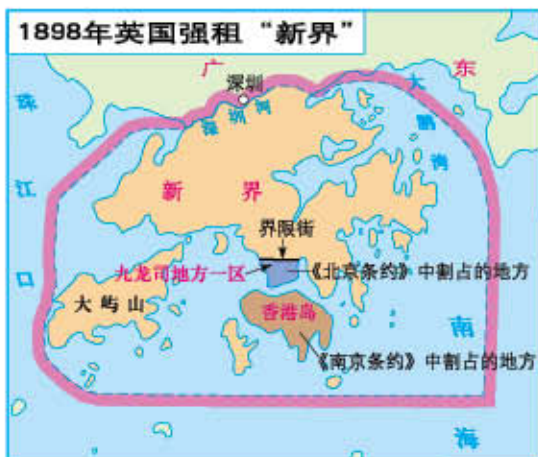 1898年英国强租“新界”
广东
深圳
深圳河
大鹏湾
珠江口
新界
界限街
九龙司地方一区
《北京条约》中割占的地方
大屿山
香港岛
《南京条约》中割占的地方
南海